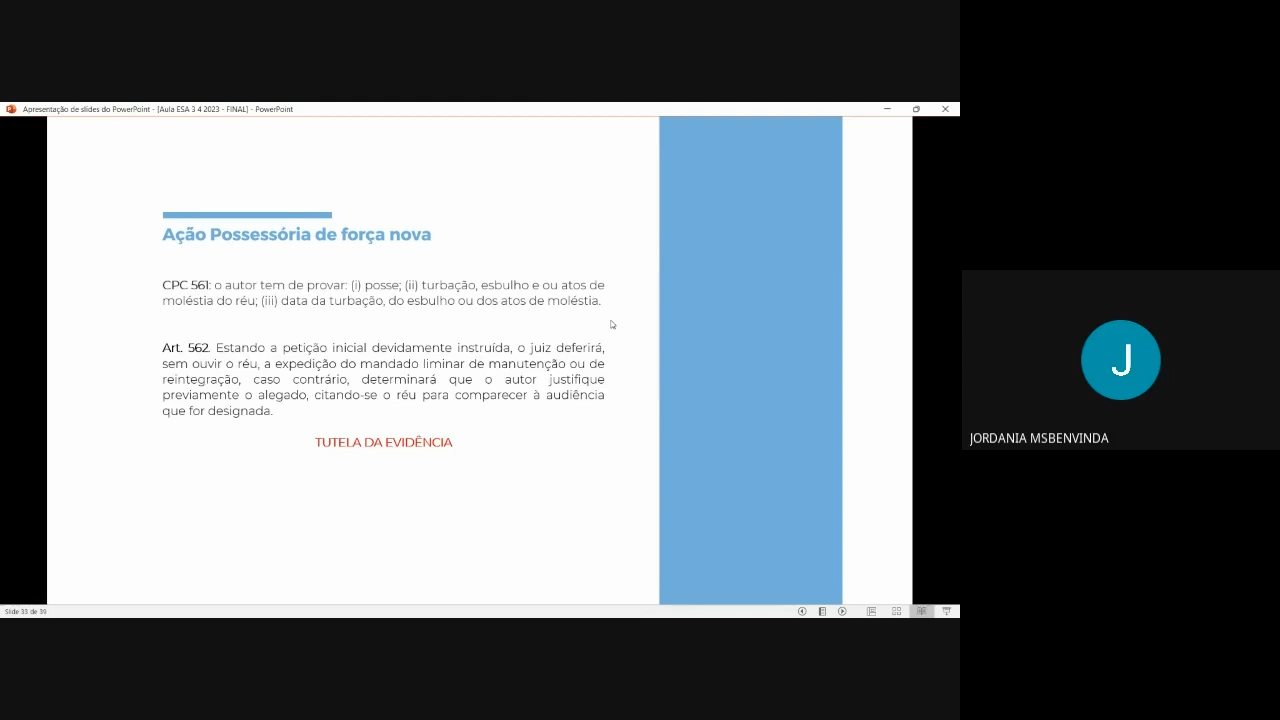 Apresentação de slides do PowerPoint - [Aula ESA 3 4 2023 - FINAL] - PowerPoint
Ação Possessória de força nova
CPC 561: o autor tem de provar: (i) posse; (ii) turbação, esbulho e ou atos de
moléstia do réu; (iii) data da turbação, do esbulho ou dos atos de moléstia.
Art. 562. Estando a petição inicial devidamente instruída, o juiz deferirá,
sem ouvir o réu, a expedição do mandado liminar de manutenção ou de
reintegração, caso contrário, determinará que o autor justifique
previamente o alegado, citando-se o réu para comparecer à audiência
que for designada.
TUTELA DA EVIDÊNCIA
Slide 33 de 39
J
JORDANIA MSBENVINDA